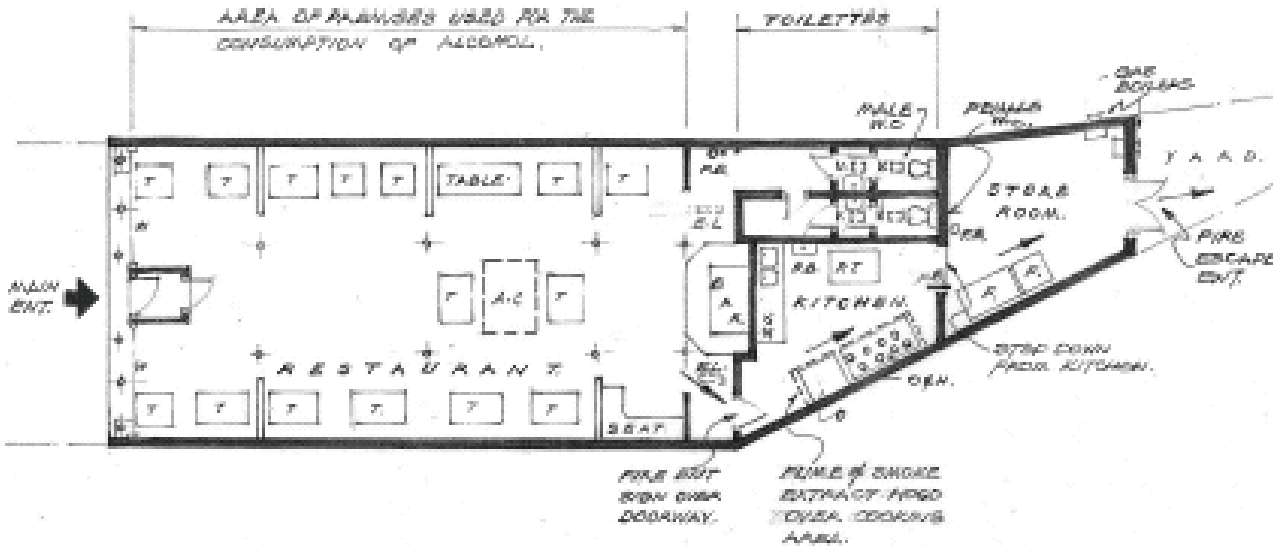 AREA OF PREMISES USED FOR THE
CONSUMPTION OF ALCOHOL.
TOILETTES
GAS
BOILERS
MALE
W.C
FEMALE
W.C.
YARD.
T
T
T
T
T
TABLE
T
T
F.B.
STORE
ROOM.
E.L
F.B.
FIRE
ESCAPE
ENT.
MAIN
ENT.
T
A.C
T
BAR
R.T
KITCHEN.
RESTAURANT.
STEP DOWN
FROM KITCHEN.
E.L.
T
T
T
T
T
T
SEAT
FIRE EXIT
SIGN OVER
DOORWAY.
FUME & SMOKE
EXTRACT HOOD
OVER COOKING
AREA.